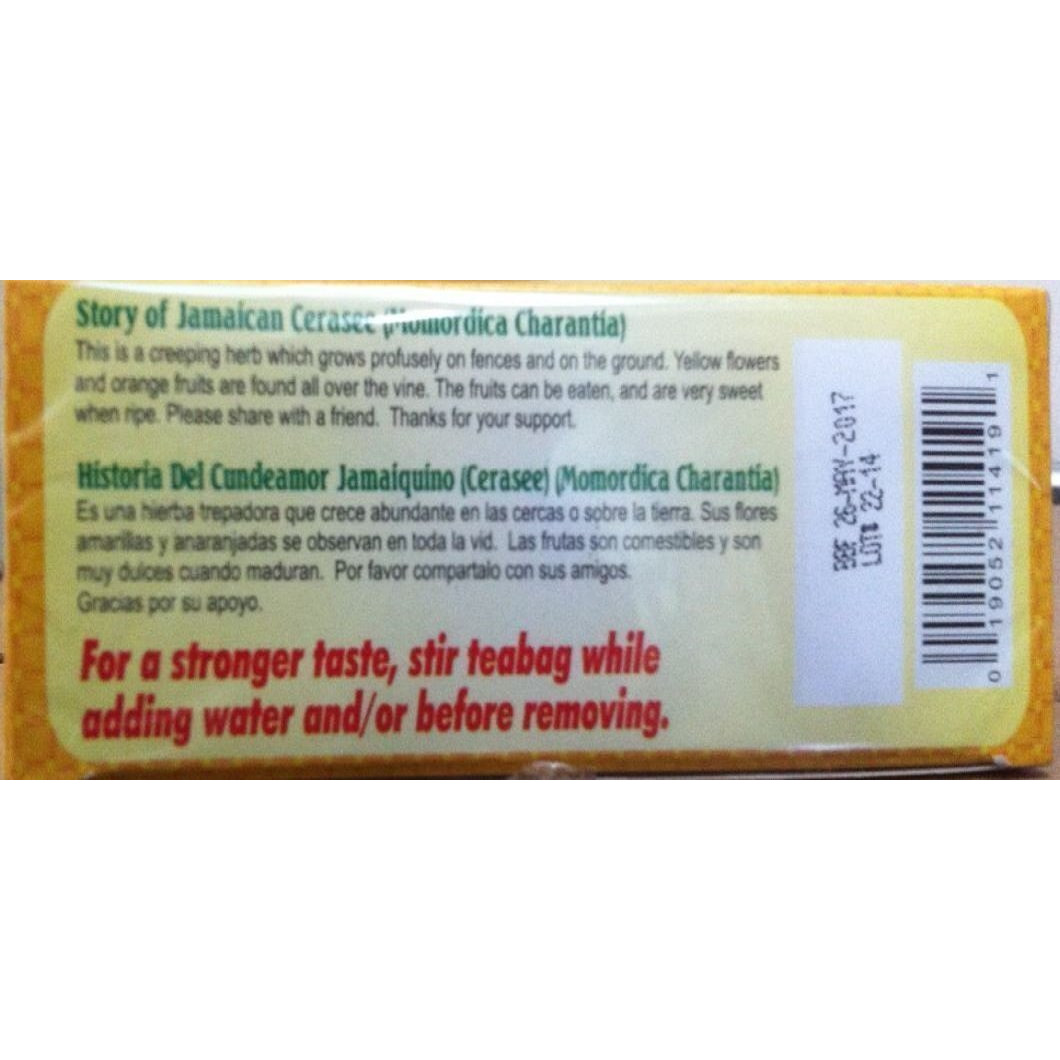 Story of Jamaican Cerasee (Momordica Charantia)
This is a creeping herb which grows profusely on fences and on the ground. Yellow flowers
and orange fruits are found all over the vine. The fruits can be eaten, and are very sweet
when ripe. Please share with a friend. Thanks for your support.
Historia Del Cundeamor Jamaiquino (Cerasee) (Momordica Charantia)
Es una hierba trepadora que crece abundante en las cercas o sobre la tierra. Sus flores
amarillas y anaranjadas se observan en toda la vid. Las frutas son comestibles y son
muy dulces cuando maduran. Por favor compartalo con sus amigos.
Gracias por su apoyo.
For a stronger taste, stir teabag while
adding water and/or before removing.
BBE 26-MAY-2017
LOT# 22-14
0 19052 11419 1